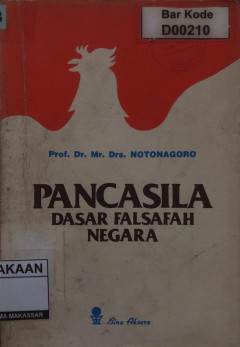 Bar Kode
D00210
Prof. Dr. Mr. Drs. NOTONAGORO
PANCASILA
DASAR FALSAFAH
NEGARA
AKAAN
MA MAKASSAR
Bina Aksara